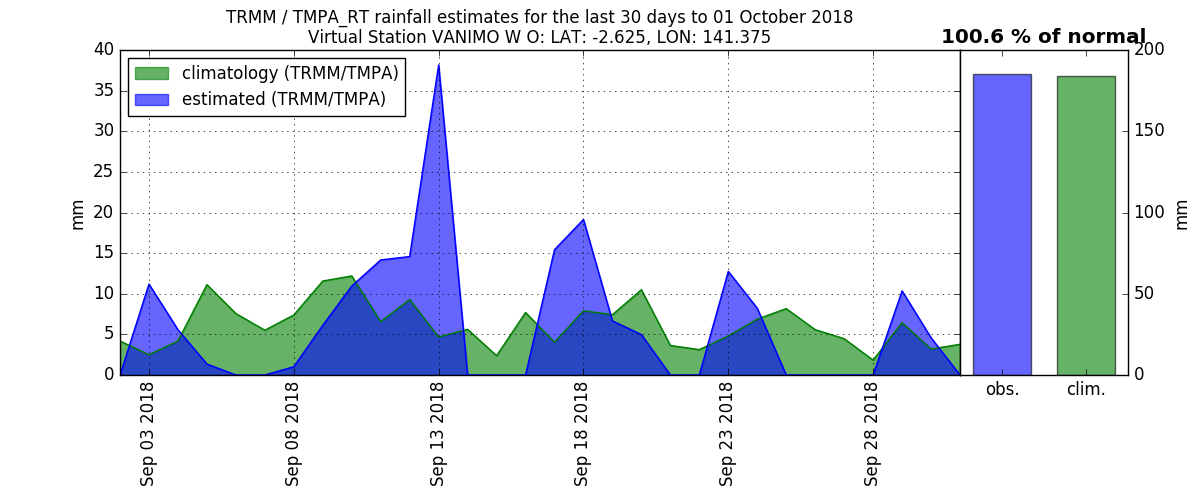 TRMM / TMPA_RT rainfall estimates for the last 30 days to 01 October 2018
Virtual Station VANIMO W O: LAT: -2.625, LON: 141.375
100.6 % of normal
climatology (TRMM/TMPA)
estimated (TRMM/TMPA)
40
35
30
25
20
15
10
5
0
mm
Sep 03 2018
Sep 08 2018
Sep 13 2018
Sep 18 2018
Sep 23 2018
Sep 28 2018
200
150
100
50
0
mm
obs.
clim.